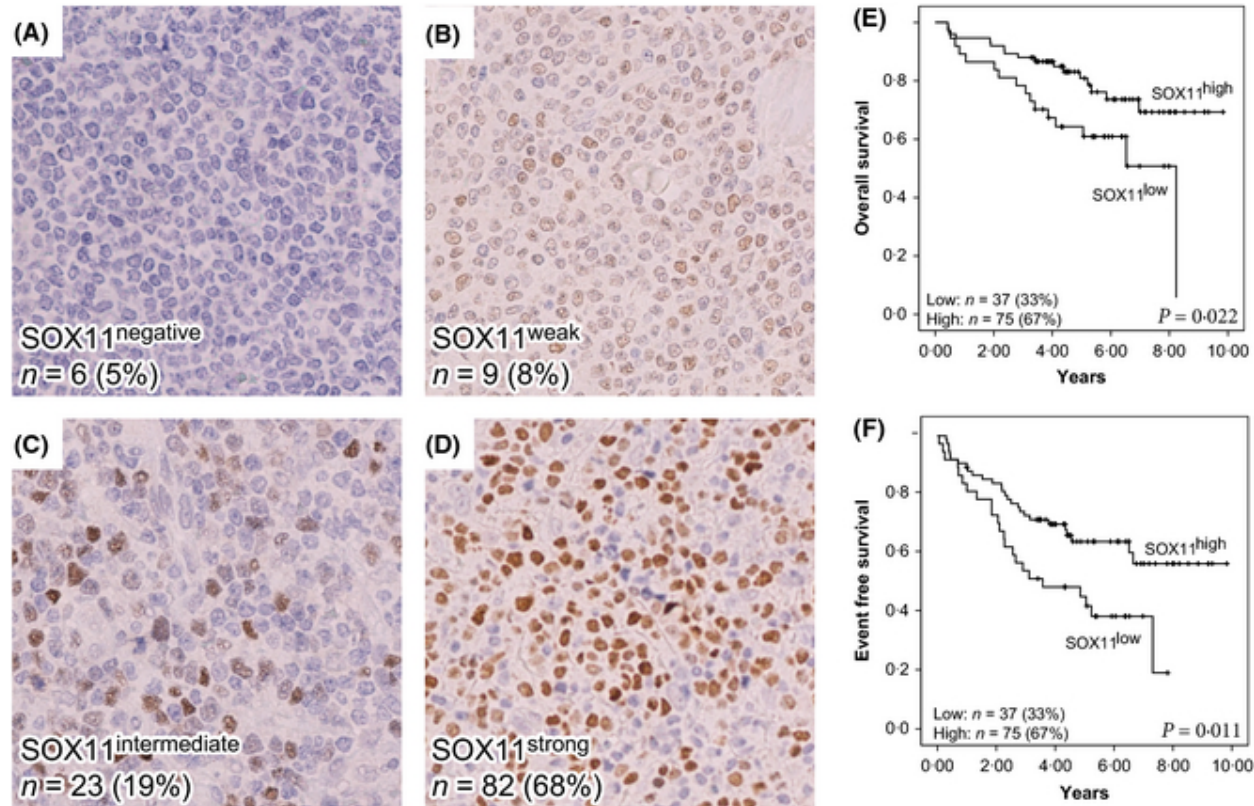 (A)
SOX11negative
n = 6 (5%)
(B)
SOX11weak
n = 9 (8%)
(C)
SOX11intermediate
n = 23 (19%)
(D)
SOX11strong
n = 82 (68%)
(E)
Overall survival
0·8
0·6
0·4
0·2
0·0
SOX11high
SOX11low
Low: n = 37 (33%)
High: n = 75 (67%)
P = 0·022
0·00 2·00 4·00 6·00 8·00 10·00
Years
(F)
Event free survival
0·8
0·6
0·4
0·2
0·0
SOX11high
SOX11low
Low: n = 37 (33%)
High: n = 75 (67%)
P = 0·011
0·00 2·00 4·00 6·00 8·00 10·00
Years